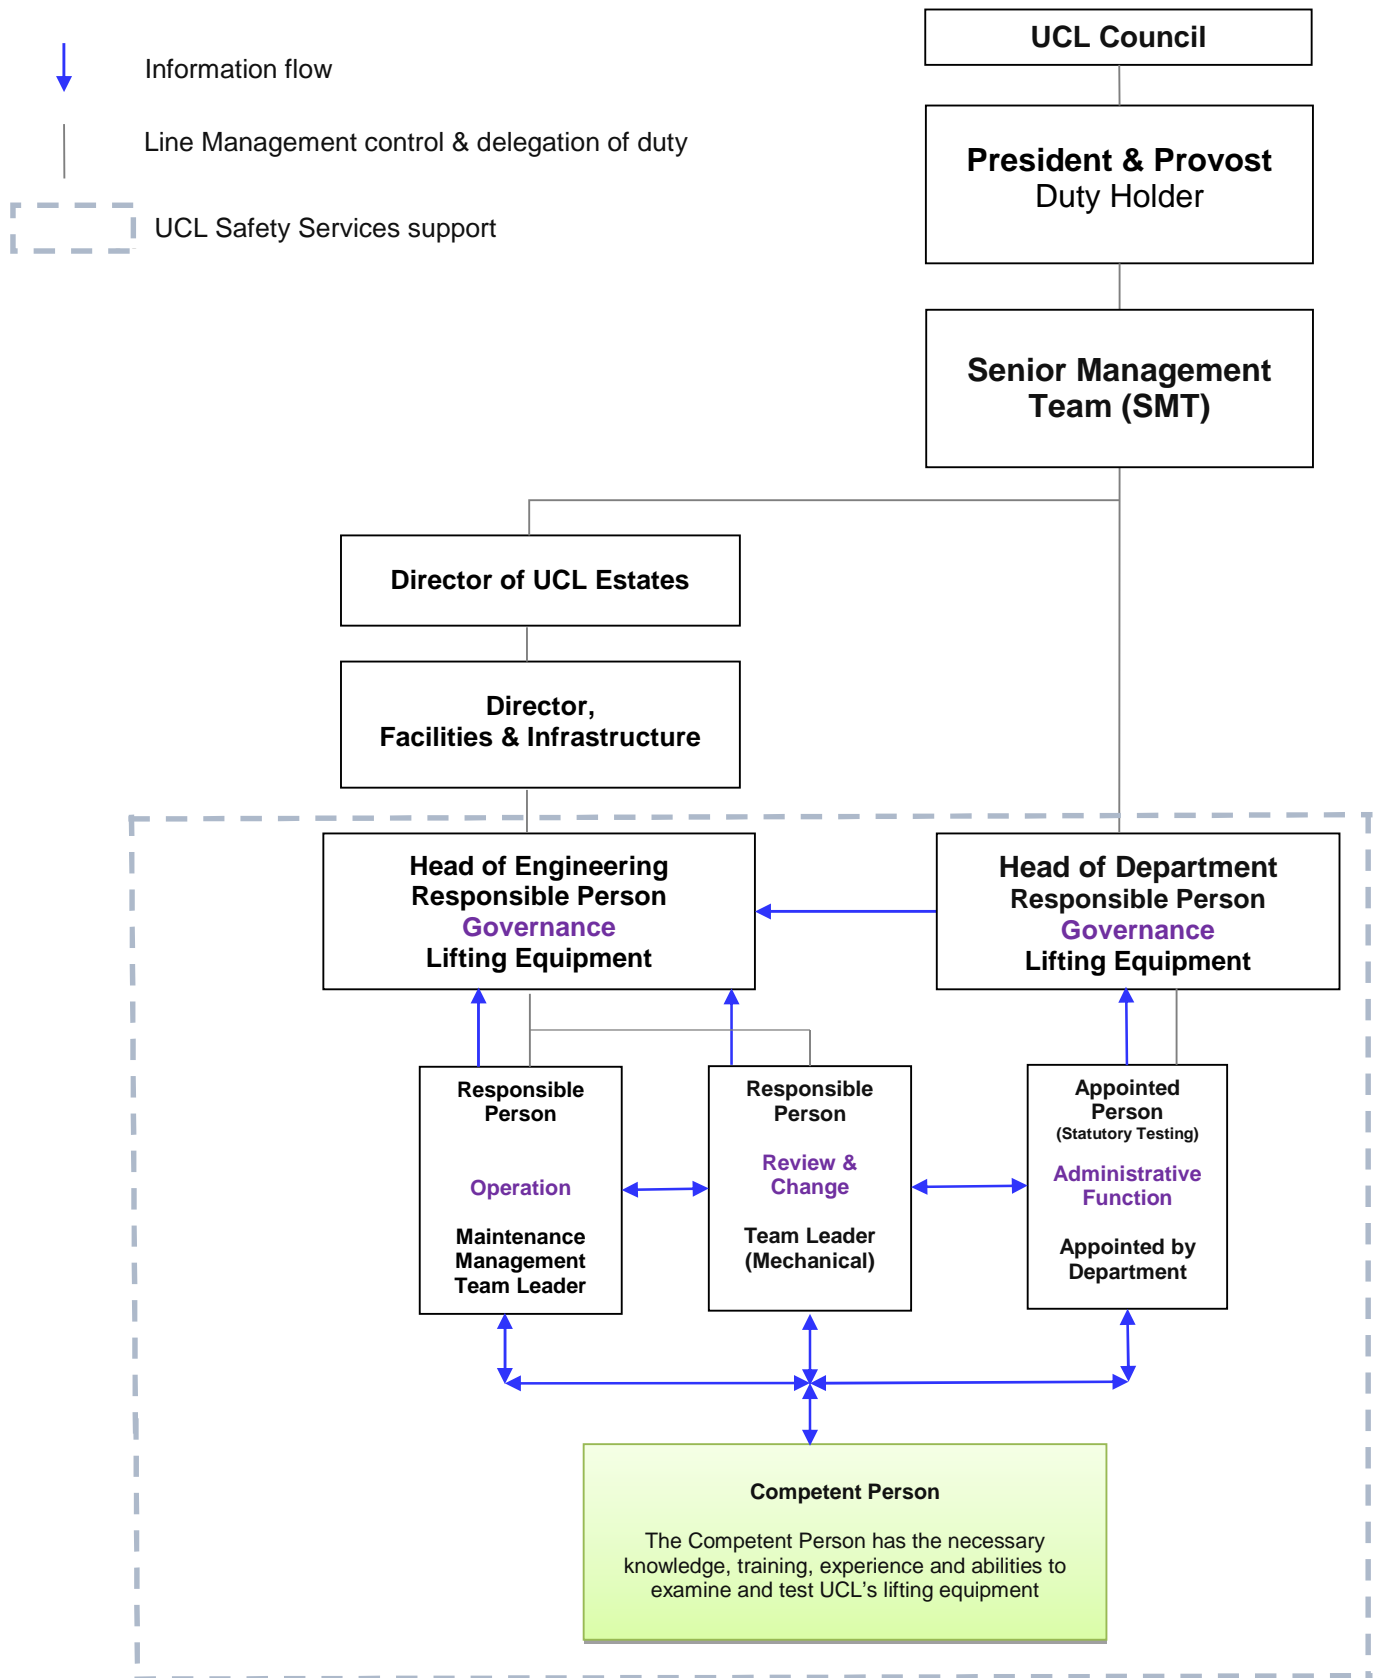 Information flow
Line Management control & delegation of duty
UCL Safety Services support
UCL Council
President & Provost
Duty Holder
Senior Management
Team (SMT)
Director of UCL Estates
Director,
Facilities & Infrastructure
Head of Engineering
Responsible Person
Governance
Lifting Equipment
Head of Department
Responsible Person
Governance
Lifting Equipment
Responsible
Person
Operation
Maintenance
Management
Team Leader
Responsible
Person
Review &
Change
Team Leader
(Mechanical)
Appointed
Person
(Statutory Testing)
Administrative
Function
Appointed by
Department
Competent Person
The Competent Person has the necessary
knowledge, training, experience and abilities to
examine and test UCL’s lifting equipment